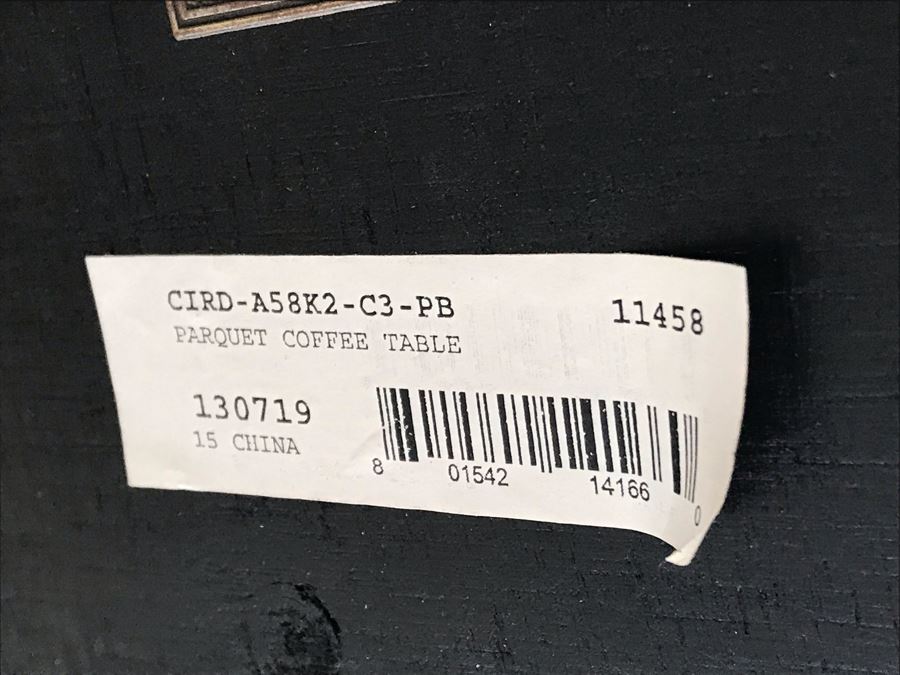 CIRD-A58K2-C3-PB
11458
PARQUET COFFEE TABLE
130719
15 CHINA
8 01542 14166 0